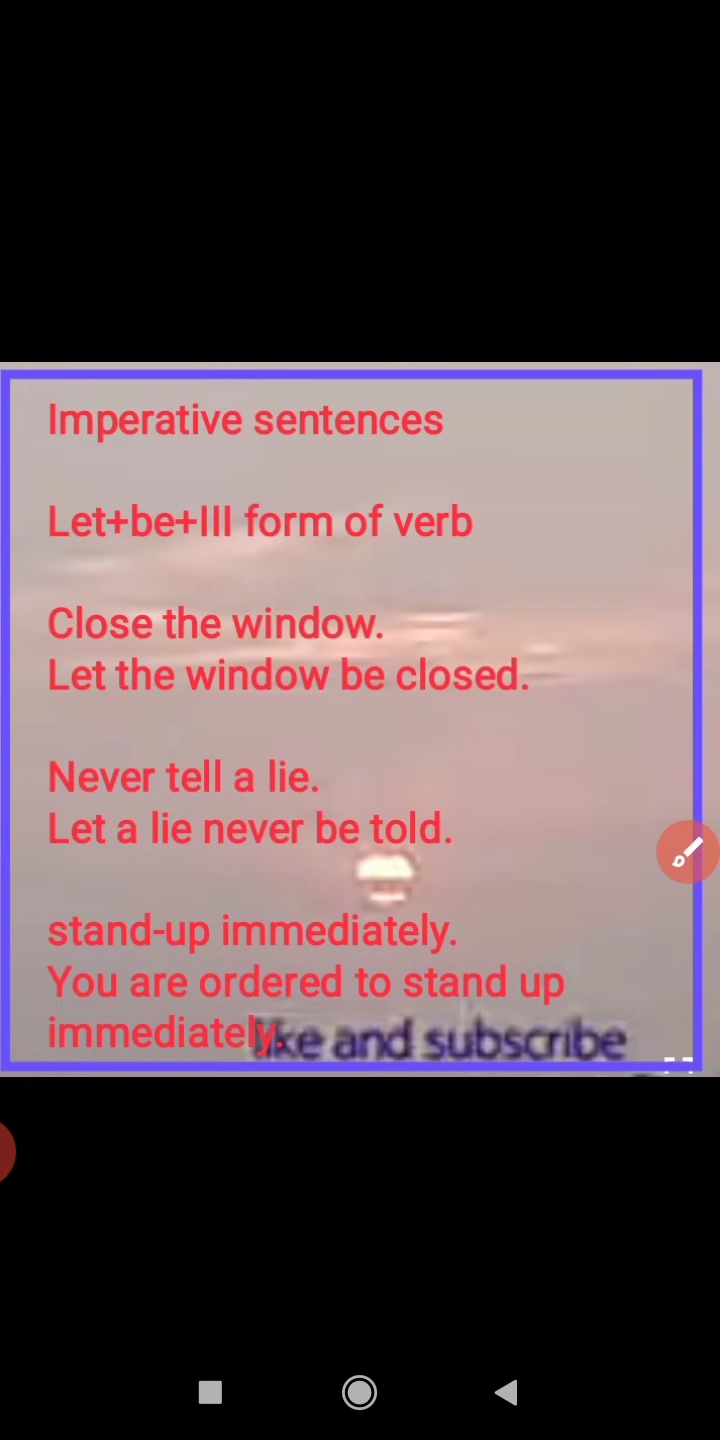 Imperative sentences
Let+be+III form of verb
Close the window.
Let the window be closed.
Never tell a lie.
Let a lie never be told.
stand-up immediately.
You are ordered to stand up
immediately.
like and subscribe